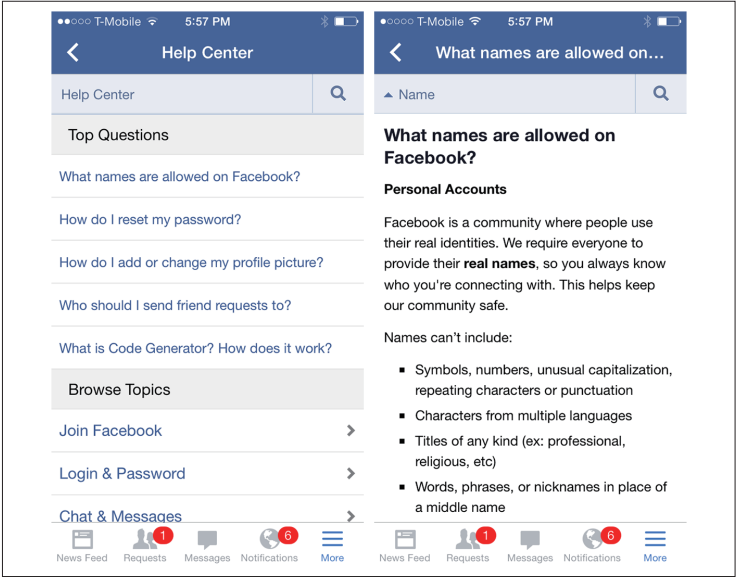 T-Mobile 5:57 PM
Help Center
Help Center
Top Questions
What names are allowed on Facebook?
How do I reset my password?
How do I add or change my profile picture?
Who should I send friend requests to?
What is Code Generator? How does it work?
Browse Topics
Join Facebook
Login & Password
Chat & Messages
1 6
News Feed Requests Messages Notifications More
T-Mobile 5:57 PM
What names are allowed on...
Name
What names are allowed on
Facebook?
Personal Accounts
Facebook is a community where people use
their real identities. We require everyone to
provide their real names, so you always know
who you're connecting with. This helps keep
our community safe.
Names can't include:
▪ Symbols, numbers, unusual capitalization,
repeating characters or punctuation
▪ Characters from multiple languages
▪ Titles of any kind (ex: professional,
religious, etc)
▪ Words, phrases, or nicknames in place of
a middle name
1 6
News Feed Requests Messages Notifications More